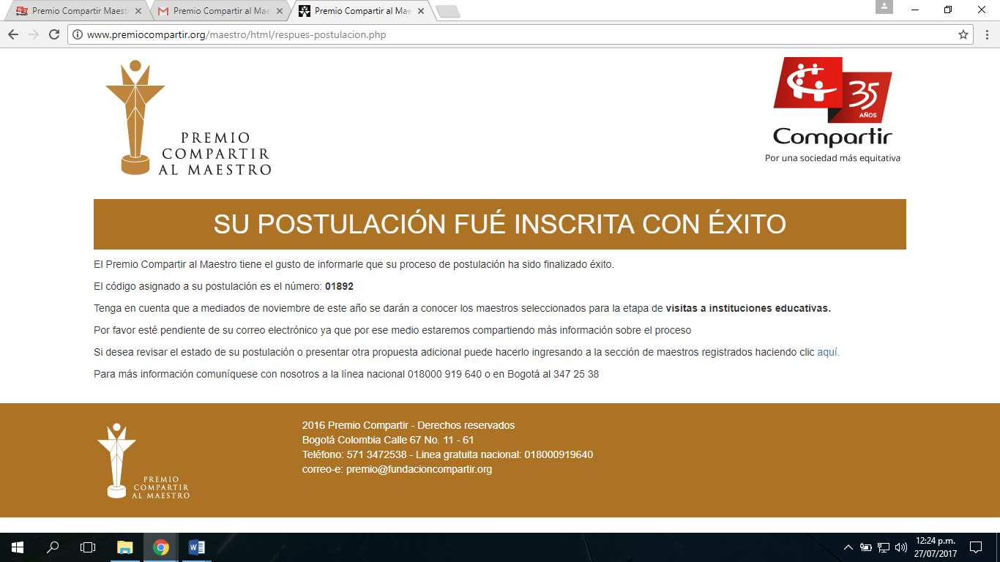 Premio Compartir Maest
Premio Compartir al Mae
Premio Compartir al Mae
www.premiocompartir.org/maestro/html/respues-postulacion.php
PREMIO
COMPARTIR
AL MAESTRO
35
AÑOS
Compartir
Por una sociedad más equitativa
SU POSTULACIÓN FUÉ INSCRITA CON ÉXITO
El Premio Compartir al Maestro tiene el gusto de informarle que su proceso de postulación ha sido finalizado éxito.
El código asignado a su postulación es el número: 01892
Tenga en cuenta que a mediados de noviembre de este año se darán a conocer los maestros seleccionados para la etapa de visitas a instituciones educativas.
Por favor esté pendiente de su correo electrónico ya que por ese medio estaremos compartiendo más información sobre el proceso
Si desea revisar el estado de su postulación o presentar otra propuesta adicional puede hacerlo ingresando a la sección de maestros registrados haciendo clic aquí.
Para más información comuníquese con nosotros a la línea nacional 018000 919 640 o en Bogotá al 347 25 38
2016 Premio Compartir - Derechos reservados
Bogotá Colombia Calle 67 No. 11 - 61
Teléfono: 571 3472538 - Linea gratuita nacional: 018000919640
correo-e: premio@fundacioncompartir.org
PREMIO
COMPARTIR
AL MAESTRO
12:24 p.m.
27/07/2017